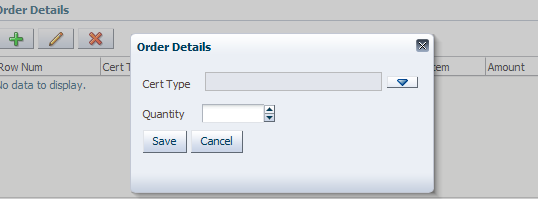 Order Details
Row Num Cert T tem Amount
No data to display.
Order Details
Cert Type
Quantity
Save Cancel